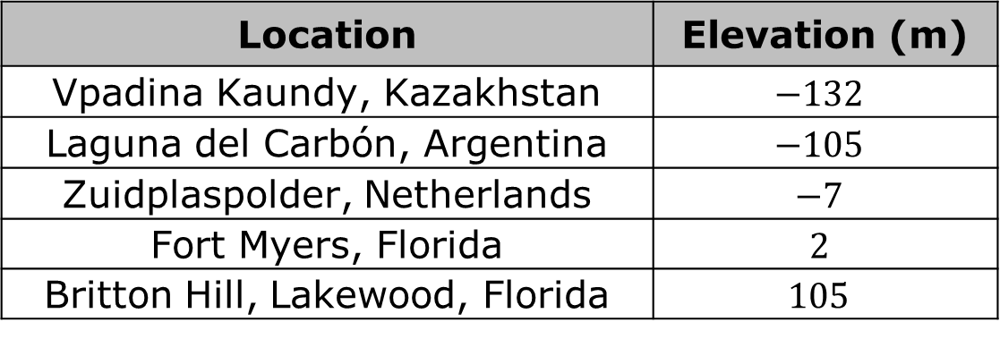 Location Elevation (m)
Vpadina Kaundy, Kazakhstan −132
Laguna del Carbón, Argentina −105
Zuidplaspolder, Netherlands −7
Fort Myers, Florida 2
Britton Hill, Lakewood, Florida 105